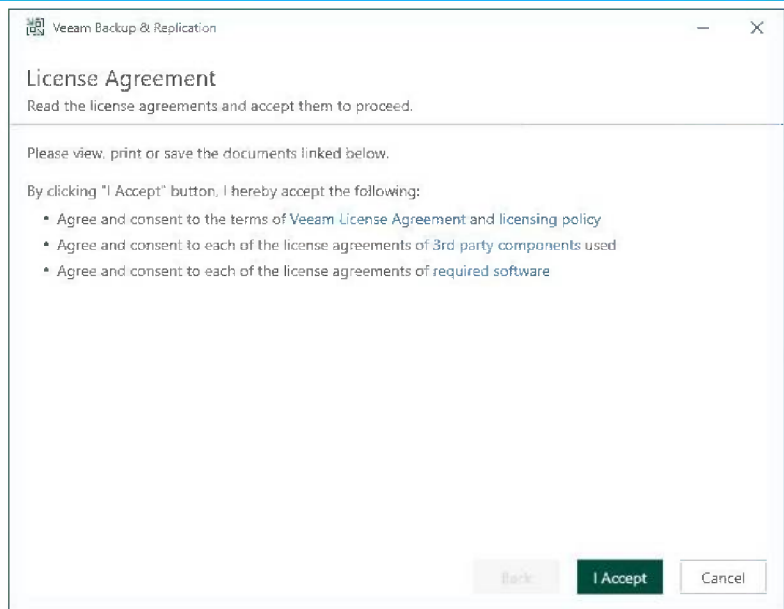 Veeam Backup & Replication
License Agreement
Read the license agreements and accept them to proceed.
Please view, print or save the documents linked below.
By clicking "I Accept" button, I hereby accept the following:
• Agree and consent to the terms of Veeam License Agreement and licensing policy
• Agree and consent to each of the license agreements of 3rd party components used
• Agree and consent to each of the license agreements of required software
Back I Accept Cancel